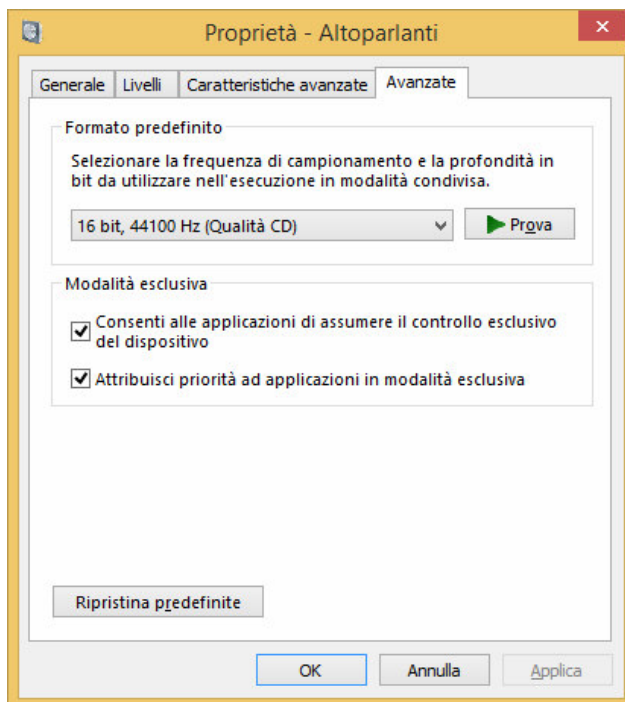 Proprietà - Altoparlanti
Generale Livelli Caratteristiche avanzate Avanzate
Formato predefinito
Selezionare la frequenza di campionamento e la profondità in
bit da utilizzare nell'esecuzione in modalità condivisa.
16 bit, 44100 Hz (Qualità CD) Prova
Modalità esclusiva
Consenti alle applicazioni di assumere il controllo esclusivo
del dispositivo
Attribuisci priorità ad applicazioni in modalità esclusiva
Ripristina predefinite
OK Annulla Applica